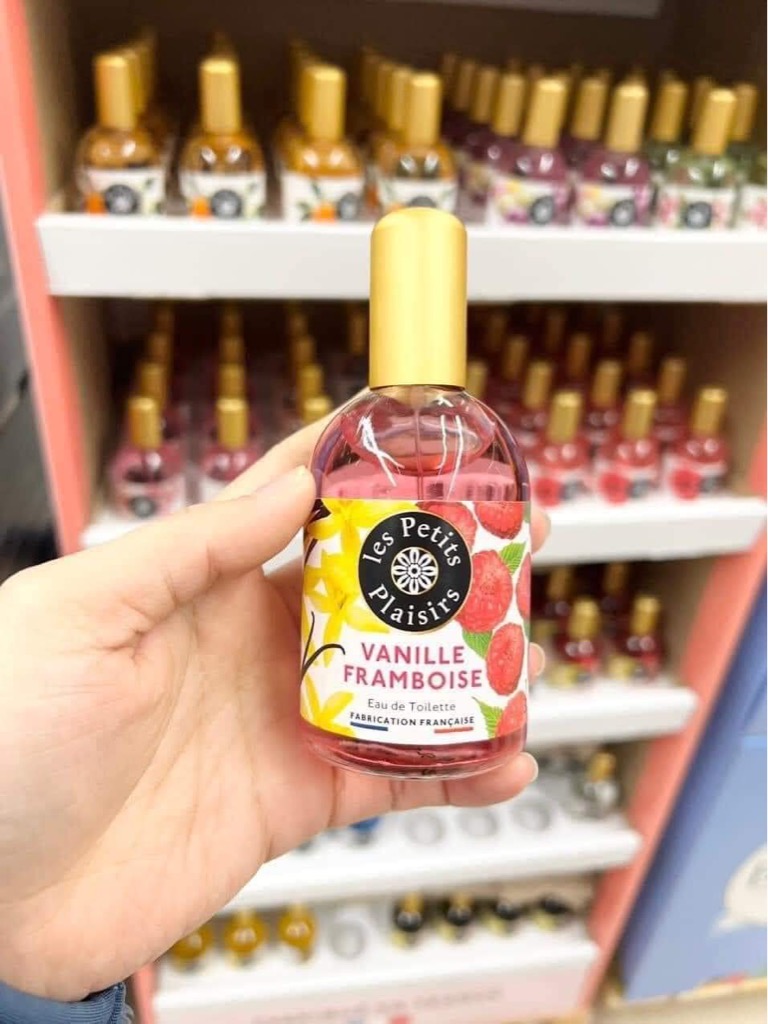 les Petits
Plaisirs
VANILLE
FRAMBOISE
Eau de Toilette
FABRICATION FRANÇAISE